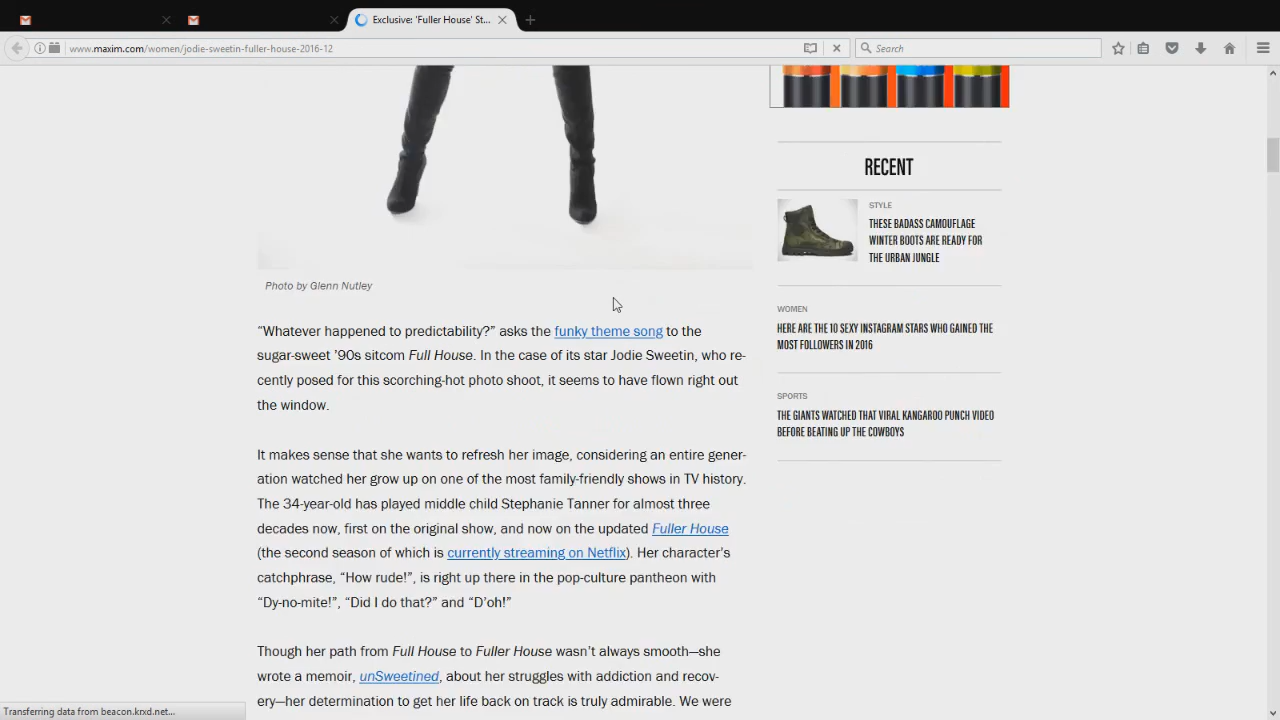 Exclusive: 'Fuller House' St...
www.maxim.com/women/jodie-sweetin-fuller-house-2016-12
Search
RECENT
STYLE
THESE BADASS CAMOUFLAGE
WINTER BOOTS ARE READY FOR
THE URBAN JUNGLE
WOMEN
HERE ARE THE 10 SEXY INSTAGRAM STARS WHO GAINED THE
MOST FOLLOWERS IN 2016
SPORTS
THE GIANTS WATCHED THAT VIRAL KANGAROO PUNCH VIDEO
BEFORE BEATING UP THE COWBOYS
Photo by Glenn Nutley
“Whatever happened to predictability?” asks the funky theme song to the
sugar-sweet ’90s sitcom Full House. In the case of its star Jodie Sweetin, who re-
cently posed for this scorching-hot photo shoot, it seems to have flown right out
the window.
It makes sense that she wants to refresh her image, considering an entire gener-
ation watched her grow up on one of the most family-friendly shows in TV history.
The 34-year-old has played middle child Stephanie Tanner for almost three
decades now, first on the original show, and now on the updated Fuller House
(the second season of which is currently streaming on Netflix). Her character’s
catchphrase, “How rude!”, is right up there in the pop-culture pantheon with
“Dy-no-mite!”, “Did I do that?” and “D’oh!”
Though her path from Full House to Fuller House wasn’t always smooth—she
wrote a memoir, unSweetined, about her struggles with addiction and recov-
ery—her determination to get her life back on track is truly admirable. We were
Transferring data from beacon.krxd.net...